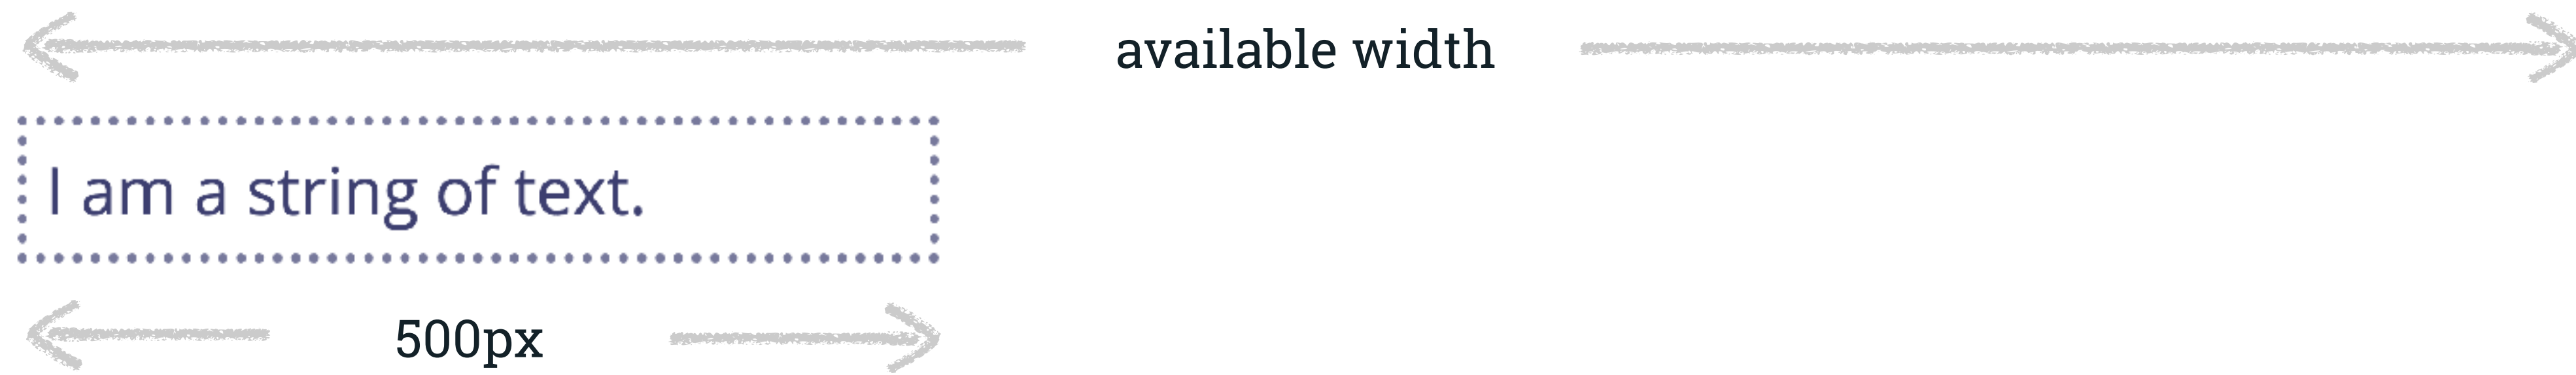 available width
I am a string of text.
500px